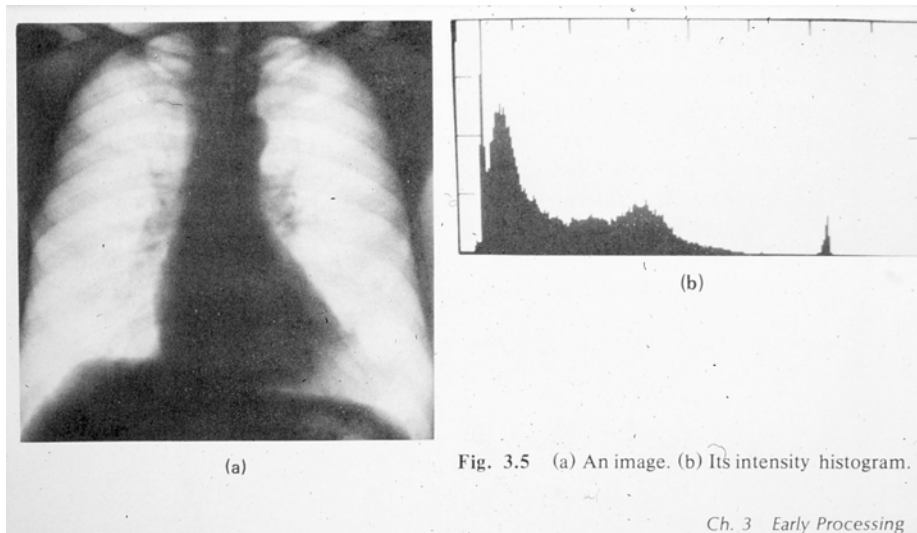 (a)
(b)
Fig. 3.5 (a) An image. (b) Its intensity histogram.
Ch. 3 Early Processing